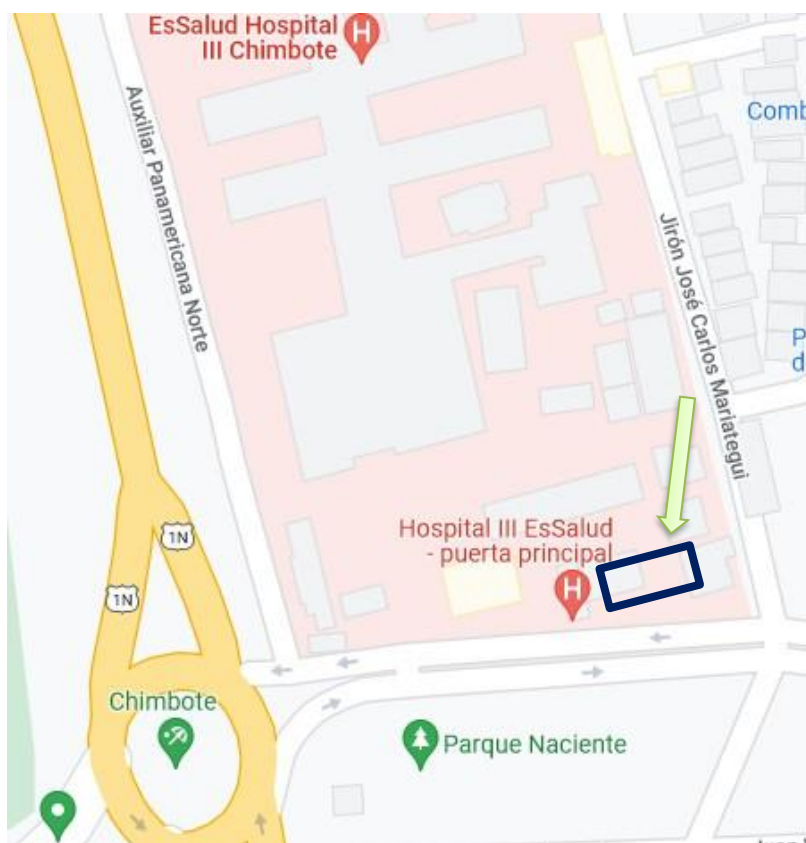 EsSalud Hospital
III Chimbote
H
Auxiliar Panamericana Norte
Comb
Jirón José Carlos Mariategui
P
d
Hospital III EsSalud
- puerta principal
H
1N
1N
Chimbote
Parque Naciente